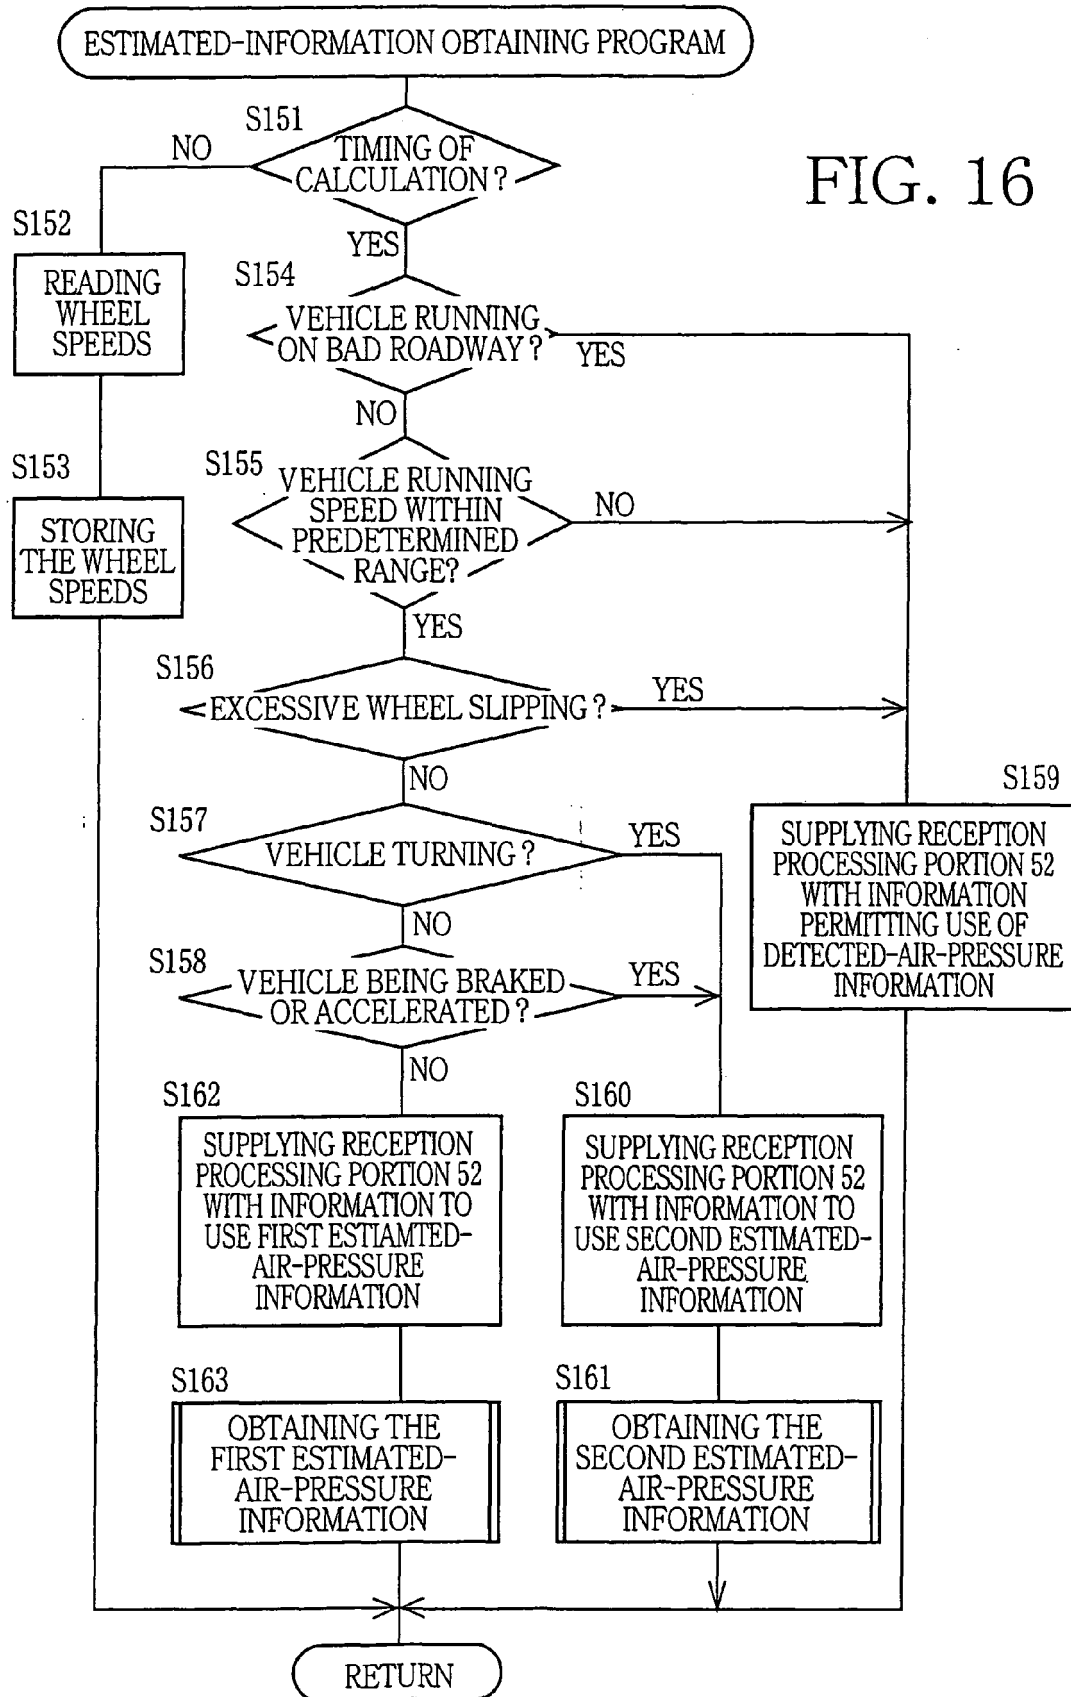 ESTIMATED-INFORMATION OBTAINING PROGRAM
S151
NO
TIMING OF
CALCULATION?
FIG. 16
YES
S152
READING
WHEEL
SPEEDS
S154
VEHICLE RUNNING
ON BAD ROADWAY?
YES
NO
S153
STORING
THE WHEEL
SPEEDS
S155
VEHICLE RUNNING
SPEED WITHIN
PREDETERMINED
RANGE?
NO
YES
S156
EXCESSIVE WHEEL SLIPPING?
YES
NO
S157
VEHICLE TURNING?
YES
NO
S159
SUPPLYING RECEPTION
PROCESSING PORTION 52
WITH INFORMATION
PERMITTING USE OF
DETECTED-AIR-PRESSURE
INFORMATION
S158
VEHICLE BEING BRAKED
OR ACCELERATED?
YES
NO
S162
SUPPLYING RECEPTION
PROCESSING PORTION 52
WITH INFORMATION TO
USE FIRST ESTIAMTED-
AIR-PRESSURE
INFORMATION
S160
SUPPLYING RECEPTION
PROCESSING PORTION 52
WITH INFORMATION TO
USE SECOND ESTIMATED-
AIR-PRESSURE
INFORMATION
S163
OBTAINING THE
FIRST ESTIMATED-
AIR-PRESSURE
INFORMATION
S161
OBTAINING THE
SECOND ESTIMATED-
AIR-PRESSURE
INFORMATION
RETURN